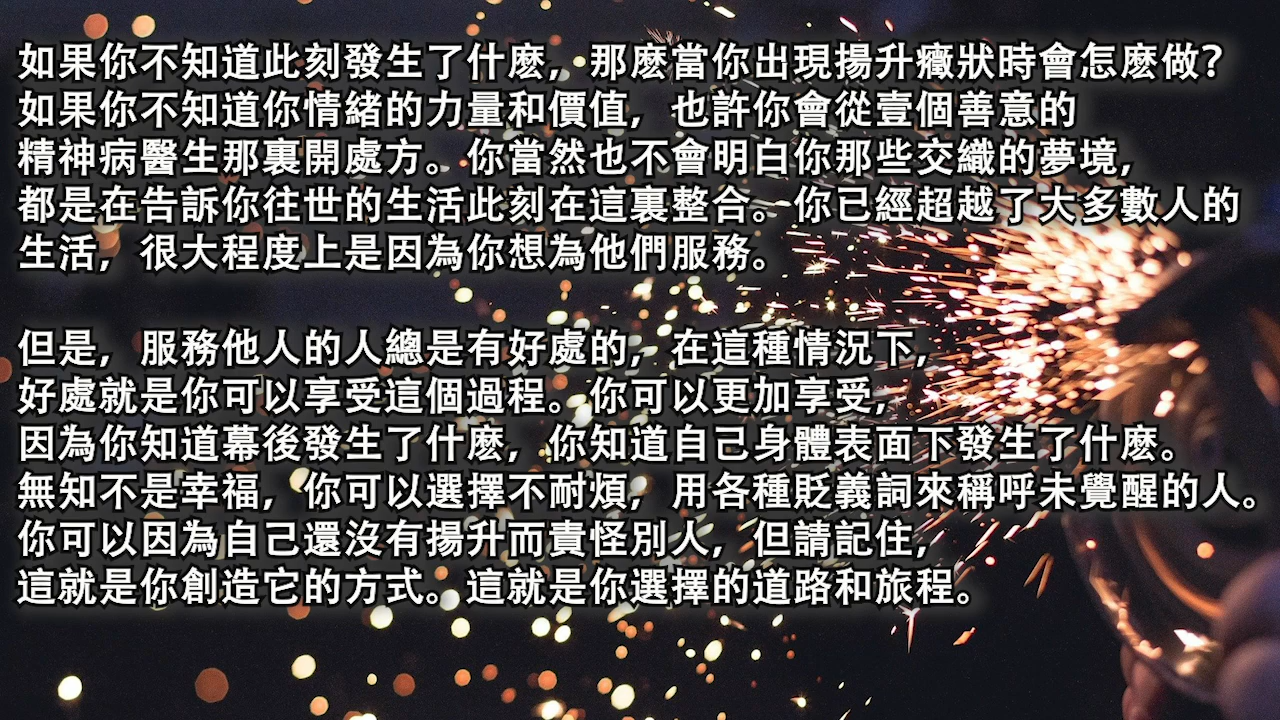 如果你不知道此刻發生了什麽，那麽當你出現揚升癥狀時會怎麽做？
如果你不知道你情緒的力量和價值，也許你會從壹個善意的
精神病醫生那裏開處方。你當然也不會明白你那些交織的夢境，
都是在告訴你往世的生活此刻在這裏整合。你已經超越了大多數人的
生活，很大程度上是因為你想為他們服務。
但是，服務他人的人總是有好處的，在這種情況下，
好處就是你可以享受這個過程。你可以更加享受，
因為你知道幕後發生了什麽，你知道自己身體表面下發生了什麽。
無知不是幸福，你可以選擇不耐煩，用各種貶義詞來稱呼未覺醒的人。
你可以因為自己還沒有揚升而責怪別人，但請記住，
這就是你創造它的方式。這就是你選擇的道路和旅程。